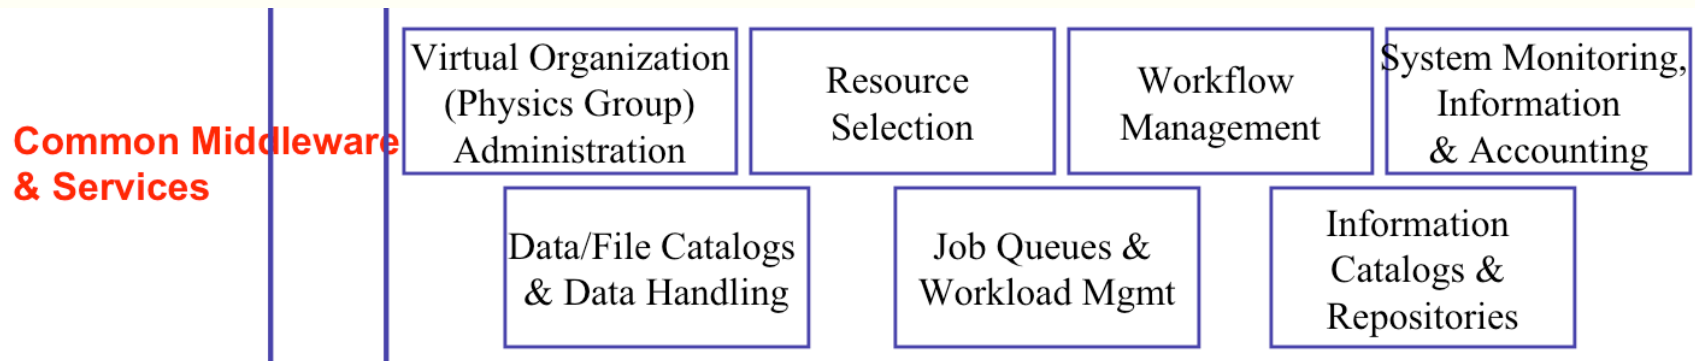 Common Middleware
& Services
Virtual Organization
(Physics Group)
Administration
Resource
Selection
Workflow
Management
System Monitoring,
Information
& Accounting
Data/File Catalogs
& Data Handling
Job Queues &
Workload Mgmt
Information
Catalogs &
Repositories